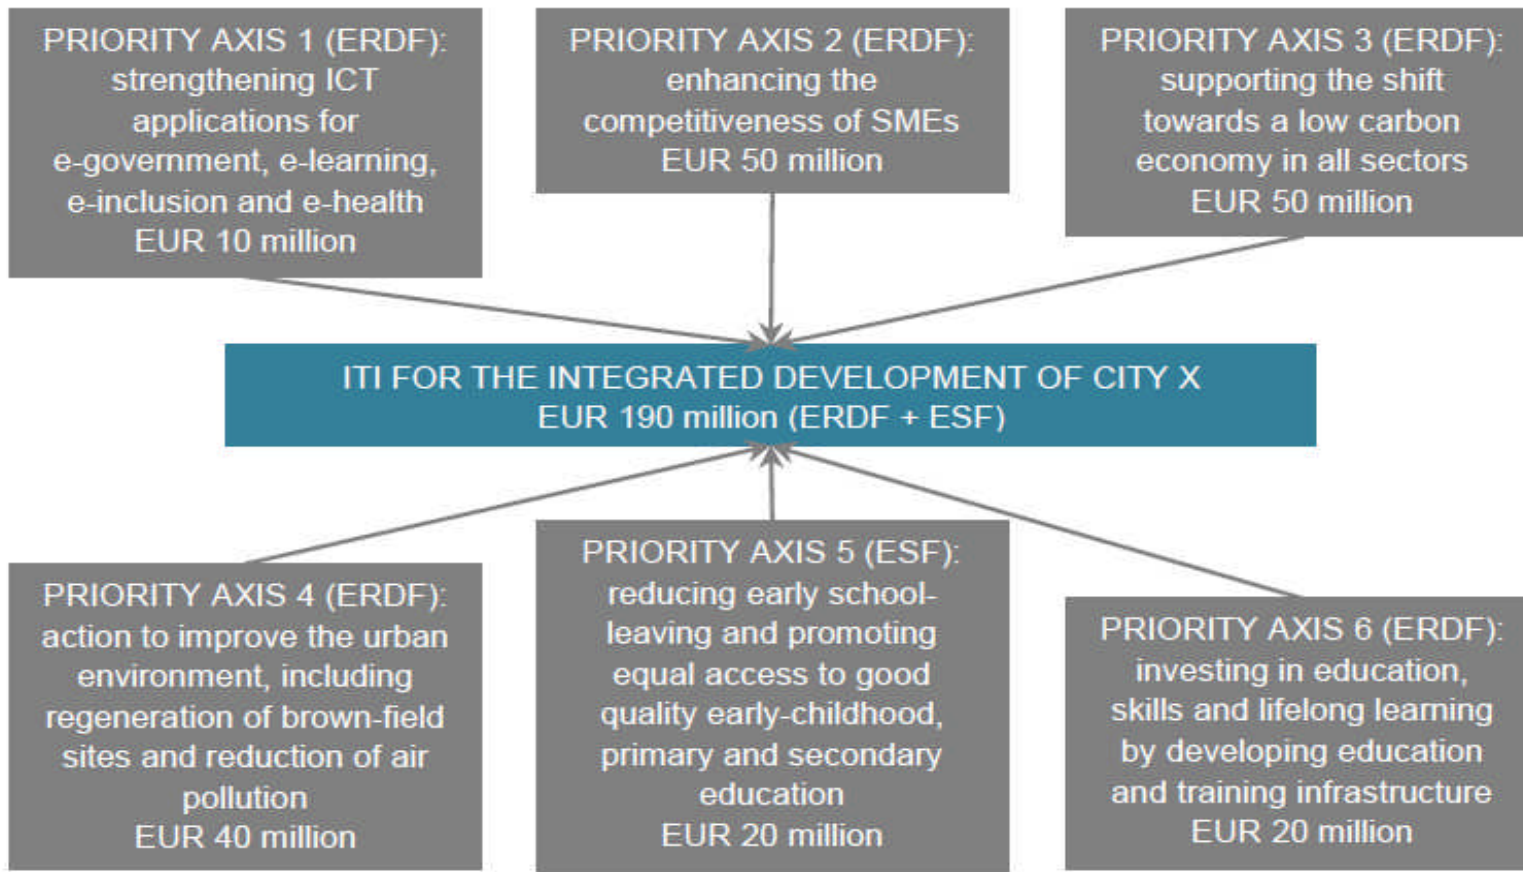 PRIORITY AXIS 1 (ERDF):
strengthening ICT
applications for
e-government, e-learning,
e-inclusion and e-health
EUR 10 million
PRIORITY AXIS 2 (ERDF):
enhancing the
competitiveness of SMEs
EUR 50 million
PRIORITY AXIS 3 (ERDF):
supporting the shift
towards a low carbon
economy in all sectors
EUR 50 million
ITI FOR THE INTEGRATED DEVELOPMENT OF CITY X
EUR 190 million (ERDF + ESF)
PRIORITY AXIS 4 (ERDF):
action to improve the urban
environment, including
regeneration of brown-field
sites and reduction of air
pollution
EUR 40 million
PRIORITY AXIS 5 (ESF):
reducing early school-
leaving and promoting
equal access to good
quality early-childhood,
primary and secondary
education
EUR 20 million
PRIORITY AXIS 6 (ERDF):
investing in education,
skills and lifelong learning
by developing education
and training infrastructure
EUR 20 million